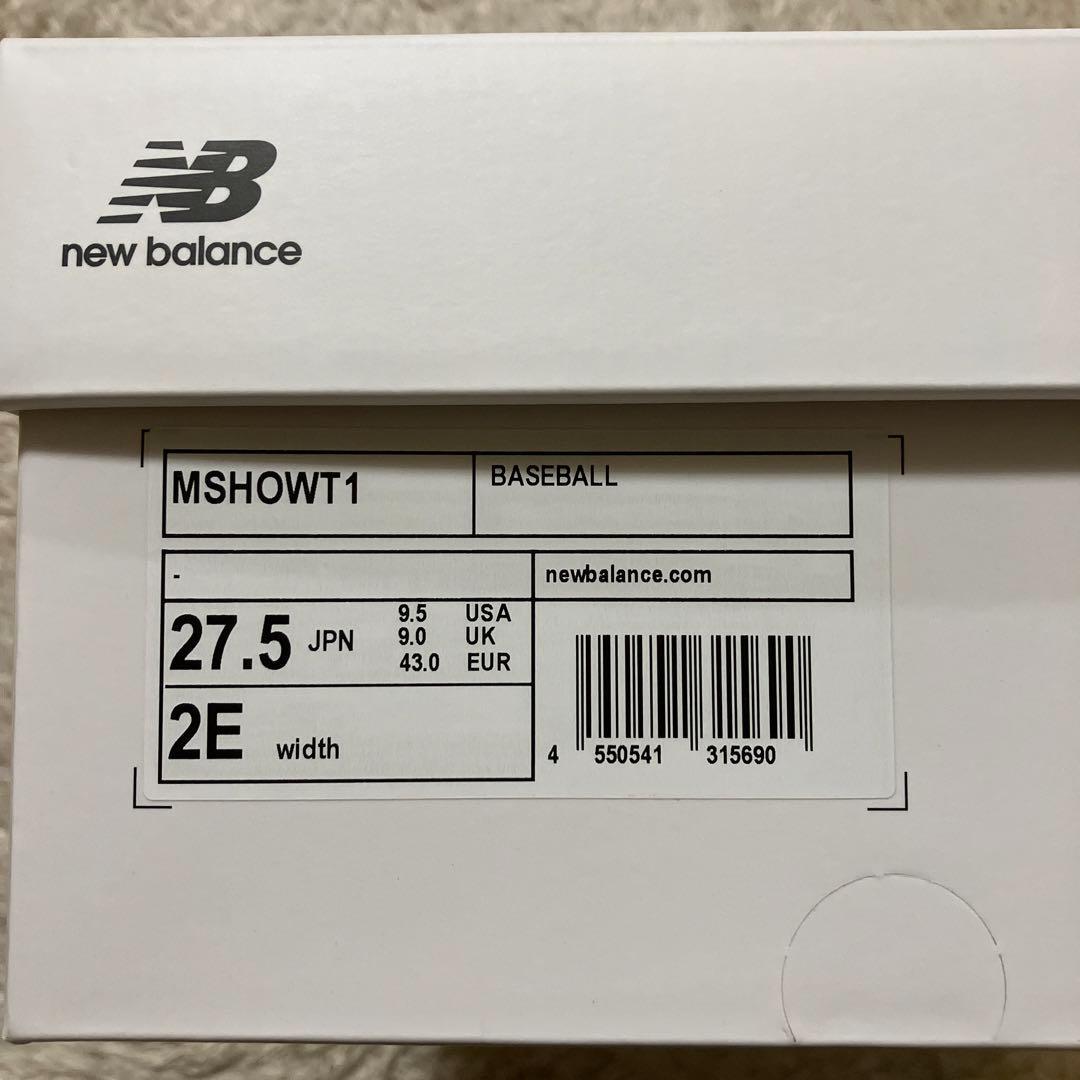 NB
new balance
MSHOWT1
BASEBALL
-
newbalance.com
27.5 JPN
9.5 USA
9.0 UK
43.0 EUR
2E width
4 550541 315690